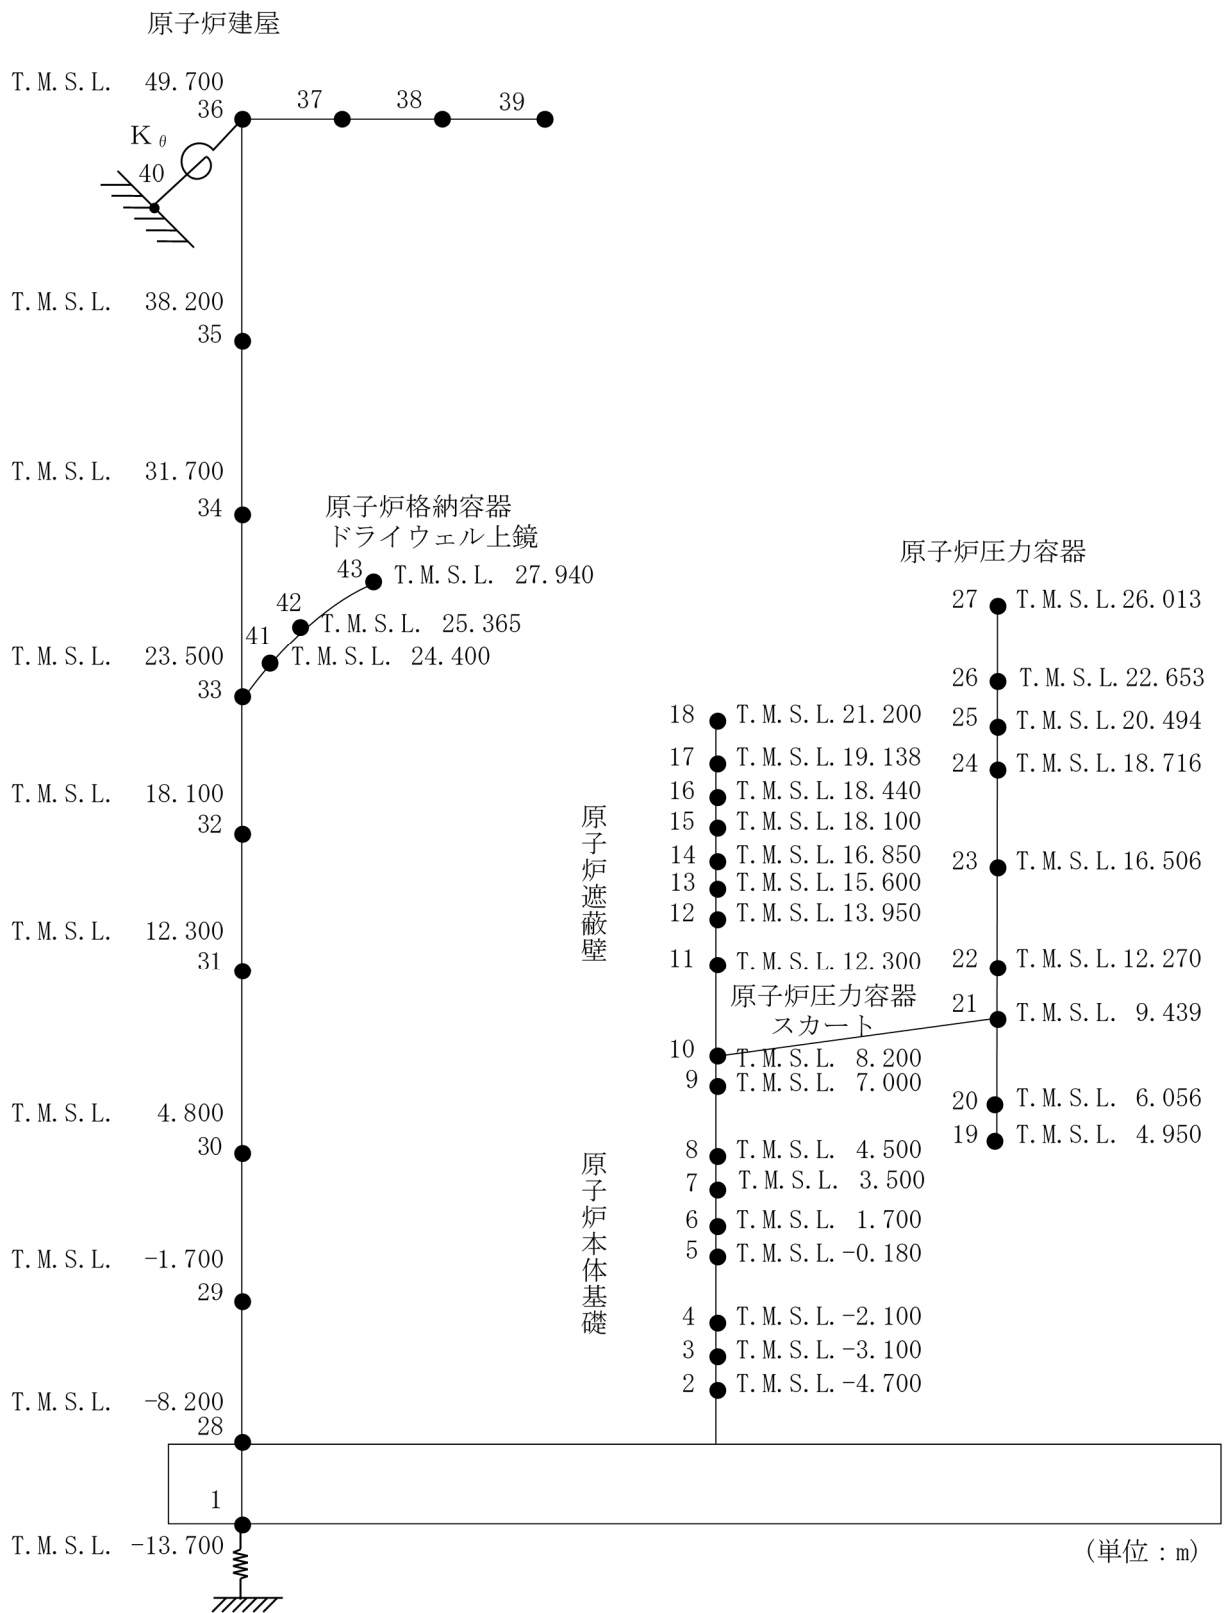 原子炉建屋
T.M.S.L. 49.700
36
37
38
39
Kθ
40
T.M.S.L. 38.200
35
T.M.S.L. 31.700
34
原子炉格納容器
ドライウェル上鏡
43
T.M.S.L. 27.940
42
T.M.S.L. 25.365
41
T.M.S.L. 24.400
T.M.S.L. 23.500
33
T.M.S.L. 18.100
32
T.M.S.L. 12.300
31
T.M.S.L. 4.800
30
T.M.S.L. -1.700
29
T.M.S.L. -8.200
28
1
T.M.S.L. -13.700
原子炉遮蔽壁
18 T.M.S.L.21.200
17 T.M.S.L.19.138
16 T.M.S.L.18.440
15 T.M.S.L.18.100
14 T.M.S.L.16.850
13 T.M.S.L.15.600
12 T.M.S.L.13.950
11 T.M.S.L.12.300
原子炉圧力容器
スカート
10 T.M.S.L. 8.200
9 T.M.S.L. 7.000
原子炉本体基礎
8 T.M.S.L. 4.500
7 T.M.S.L. 3.500
6 T.M.S.L. 1.700
5 T.M.S.L.-0.180
4 T.M.S.L.-2.100
3 T.M.S.L.-3.100
2 T.M.S.L.-4.700
原子炉圧力容器
27 T.M.S.L.26.013
26 T.M.S.L.22.653
25 T.M.S.L.20.494
24 T.M.S.L.18.716
23 T.M.S.L.16.506
22 T.M.S.L.12.270
21 T.M.S.L. 9.439
20 T.M.S.L. 6.056
19 T.M.S.L. 4.950
(単位：m)